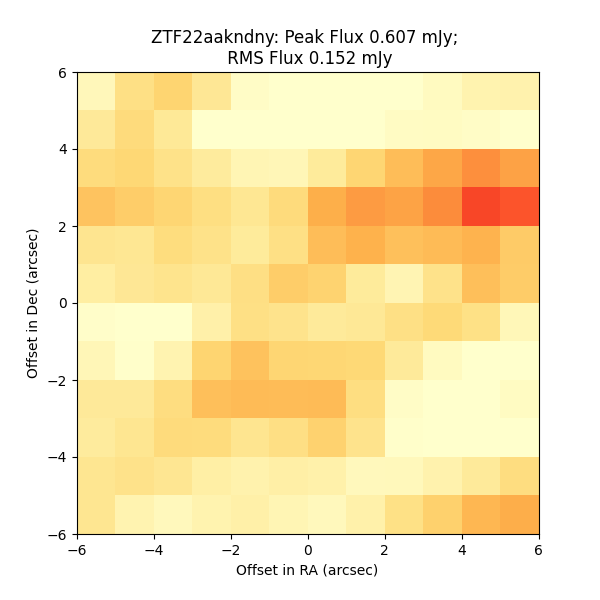 ZTF22aakndny: Peak Flux 0.607 mJy;
RMS Flux 0.152 mJy
6
4
2
0
−2
−4
−6
Offset in Dec (arcsec)
−6 −4 −2 0 2 4 6
Offset in RA (arcsec)